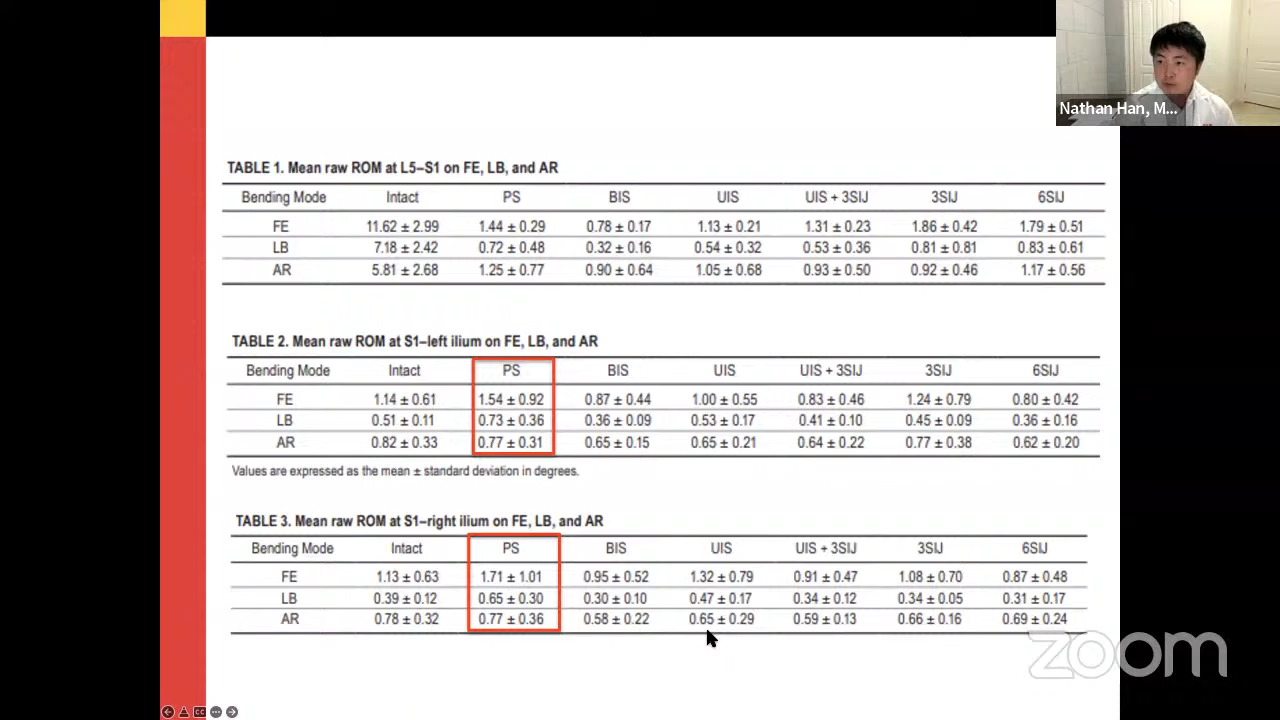 Nathan Han, M...
TABLE 1. Mean raw ROM at L5–S1 on FE, LB, and AR
Bending Mode Intact PS BIS UIS UIS + 3SIJ 3SIJ 6SIJ
FE 11.62 ± 2.99 1.44 ± 0.29 0.78 ± 0.17 1.13 ± 0.21 1.31 ± 0.23 1.86 ± 0.42 1.79 ± 0.51
LB 7.18 ± 2.42 0.72 ± 0.48 0.32 ± 0.16 0.54 ± 0.32 0.53 ± 0.36 0.81 ± 0.81 0.83 ± 0.61
AR 5.81 ± 2.68 1.25 ± 0.77 0.90 ± 0.64 1.05 ± 0.68 0.93 ± 0.50 0.92 ± 0.46 1.17 ± 0.56
TABLE 2. Mean raw ROM at S1–left ilium on FE, LB, and AR
Bending Mode Intact PS BIS UIS UIS + 3SIJ 3SIJ 6SIJ
FE 1.14 ± 0.61 1.54 ± 0.92 0.87 ± 0.44 1.00 ± 0.55 0.83 ± 0.46 1.24 ± 0.79 0.80 ± 0.42
LB 0.51 ± 0.11 0.73 ± 0.36 0.36 ± 0.09 0.53 ± 0.17 0.41 ± 0.10 0.45 ± 0.09 0.36 ± 0.16
AR 0.82 ± 0.33 0.77 ± 0.31 0.65 ± 0.15 0.65 ± 0.21 0.64 ± 0.22 0.77 ± 0.38 0.62 ± 0.20
Values are expressed as the mean ± standard deviation in degrees.
TABLE 3. Mean raw ROM at S1–right ilium on FE, LB, and AR
Bending Mode Intact PS BIS UIS UIS + 3SIJ 3SIJ 6SIJ
FE 1.13 ± 0.63 1.71 ± 1.01 0.95 ± 0.52 1.32 ± 0.79 0.91 ± 0.47 1.08 ± 0.70 0.87 ± 0.48
LB 0.39 ± 0.12 0.65 ± 0.30 0.30 ± 0.10 0.47 ± 0.17 0.34 ± 0.12 0.34 ± 0.05 0.31 ± 0.17
AR 0.78 ± 0.32 0.77 ± 0.36 0.58 ± 0.22 0.65 ± 0.29 0.59 ± 0.13 0.66 ± 0.16 0.69 ± 0.24
zoom
CC